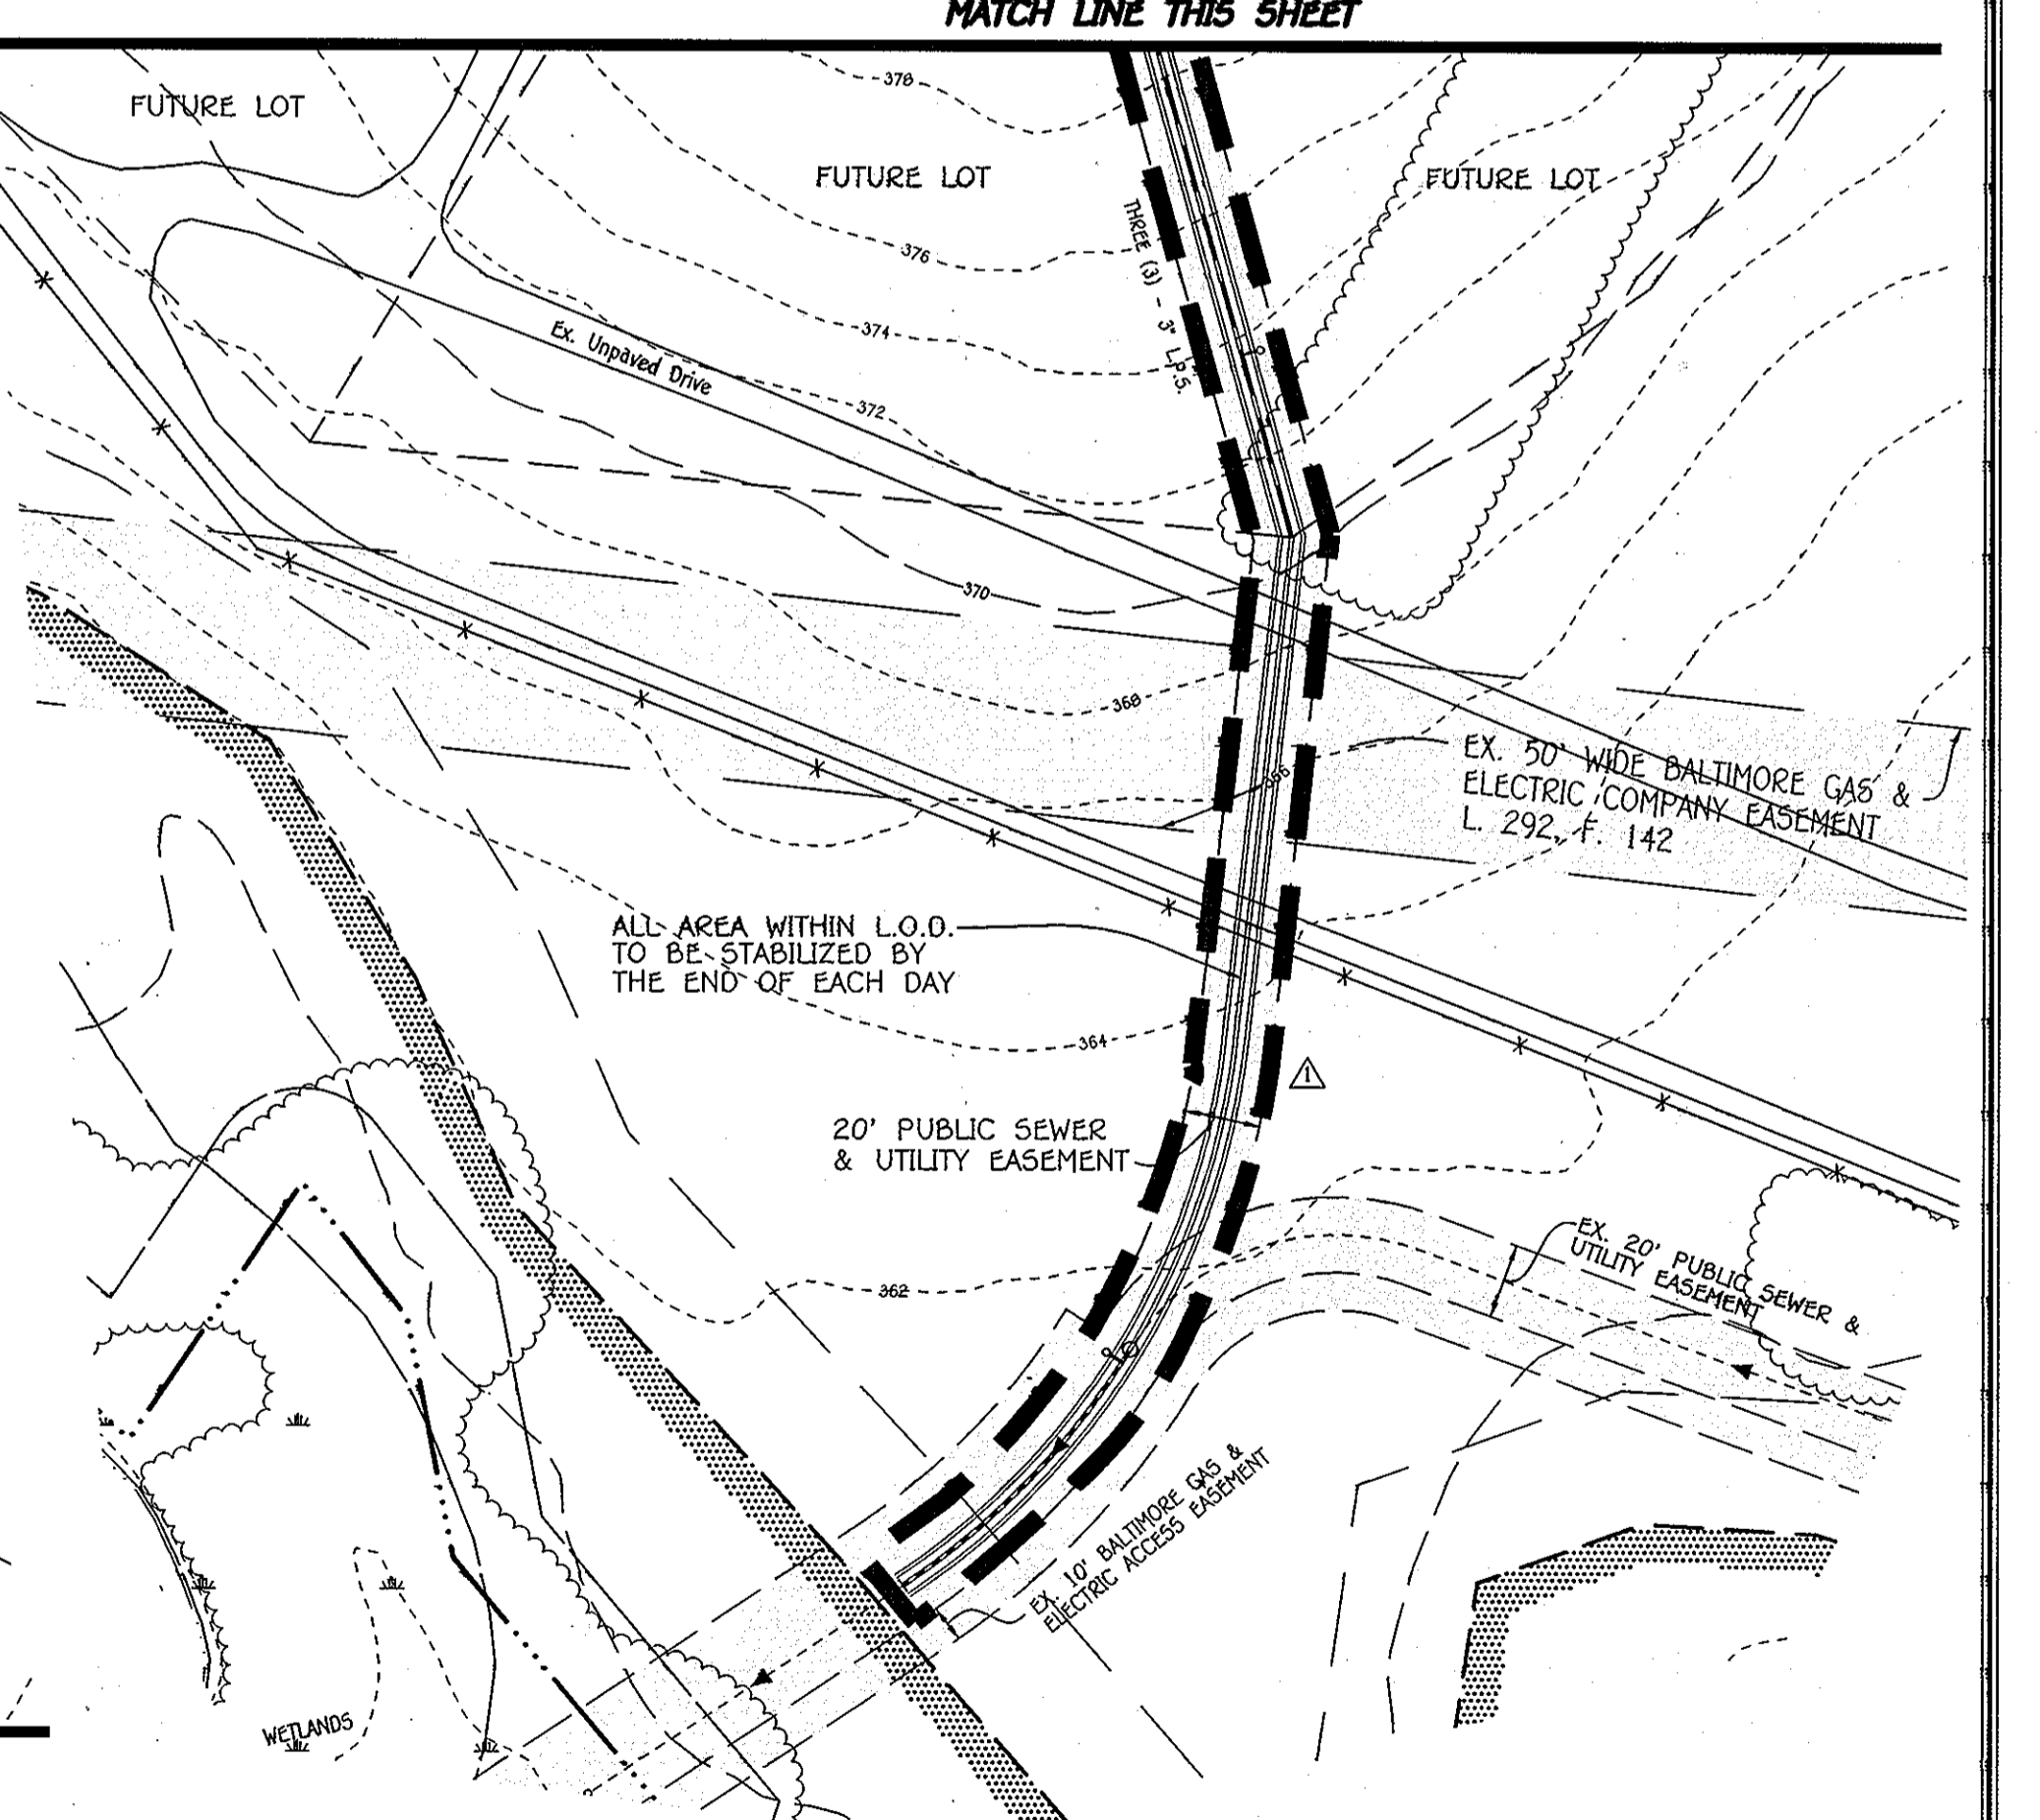 MATCH LINE THIS SHEET
378
FUTURE LOT
FUTURE LOT
FUTURE LOT
THREE (3) - 3" L.P.S.
376
374
Ex. Unpaved Drive
372
370
368
EX. 50' WIDE BALTIMORE GAS &
ELECTRIC COMPANY EASEMENT
L. 292, F. 142
366
ALL AREA WITHIN L.O.D.
TO BE STABILIZED BY
THE END OF EACH DAY
364
1
20' PUBLIC SEWER
& UTILITY EASEMENT
EX. 20' PUBLIC SEWER &
UTILITY EASEMENT
362
EX. 10' BALTIMORE GAS &
ELECTRIC ACCESS EASEMENT
WETLANDS